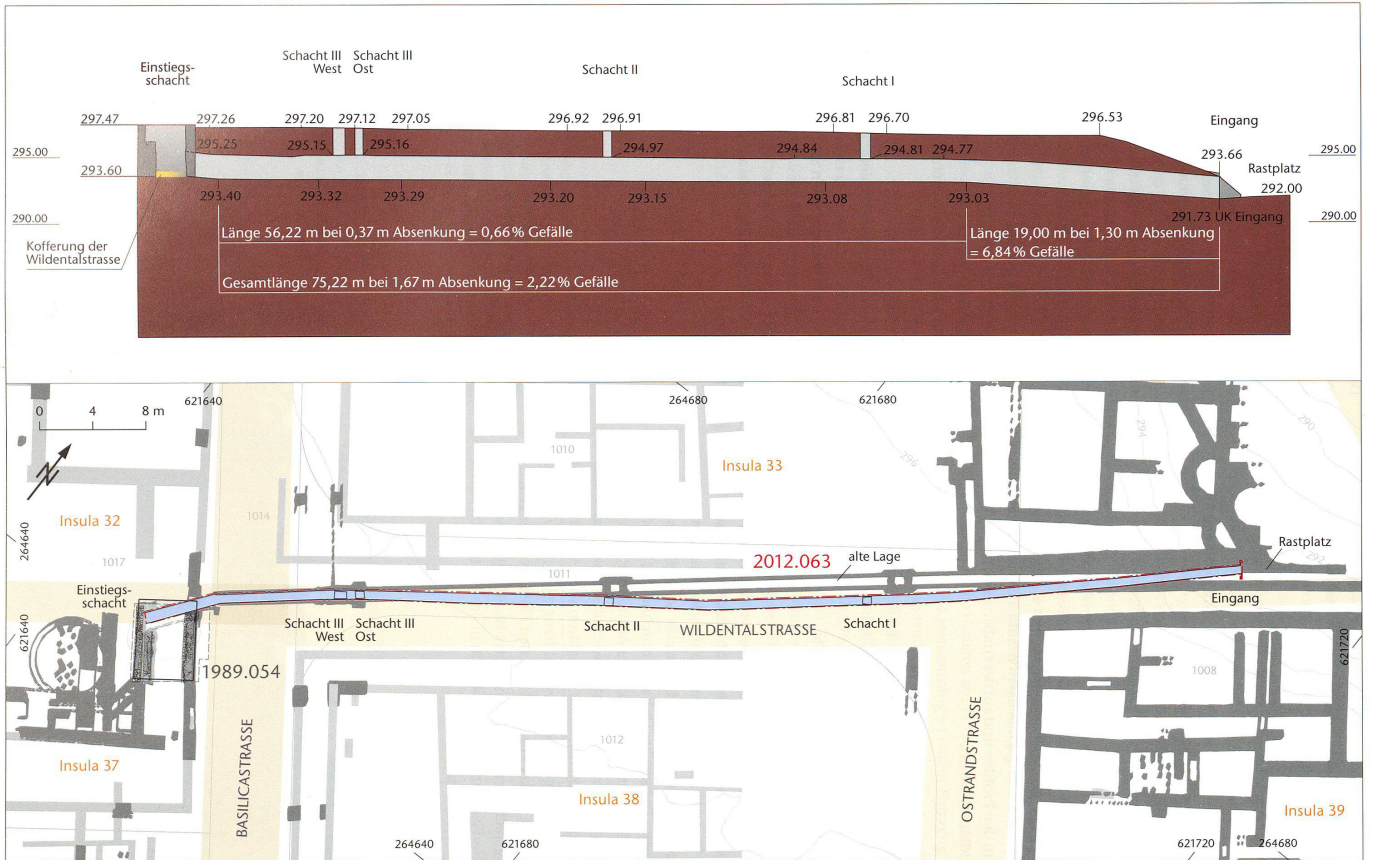 Einstiegs-
schacht
Schacht III
West
Schacht III
Ost
Schacht II
Schacht I
297.47
297.26
297.20
297.12
297.05
296.92
296.91
296.81
296.70
296.53
Eingang
295.00
295.25
295.15
295.16
294.97
294.84
294.81
294.77
293.66
295.00
293.60
Rastplatz
292.00
293.40
293.32
293.29
293.20
293.15
293.08
293.03
291.73 UK Eingang
290.00
290.00
Kofferung der
Wildentalstrasse
Länge 56,22 m bei 0,37 m Absenkung = 0,66% Gefälle
Länge 19,00 m bei 1,30 m Absenkung
= 6,84% Gefälle
Gesamtlänge 75,22 m bei 1,67 m Absenkung = 2,22% Gefälle
0 4 8 m
621640
264680
621680
N
1010
Insula 33
296
294
290
Insula 32
1014
264640
1017
1011
2012.063
alte Lage
Rastplatz
292
Einstiegs-
schacht
Eingang
Schacht III
West
Schacht III
Ost
Schacht II
WILDENTALSTRASSE
Schacht I
621640
621720
1989.054
1008
BASILICASTRASSE
OSTRANDSTRASSE
1012
Insula 37
Insula 38
Insula 39
264640
621680
621720
264680